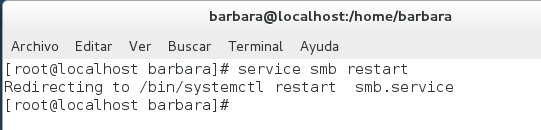 barbara@localhost:/home/barbara
Archivo Editar Ver Buscar Terminal Ayuda
[root@localhost barbara]# service smb restart
Redirecting to /bin/systemctl restart  smb.service
[root@localhost barbara]#